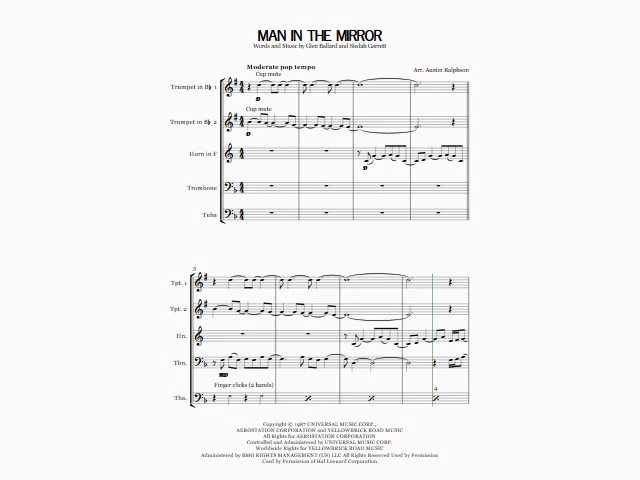 MAN IN THE MIRROR
Words and Music by Glen Ballard and Siedah Garrett
Moderate pop tempo
Arr. Austin Ralphson
Cup mute
Trumpet in B♭ 1
p
Cup mute
Trumpet in B♭ 2
p
Horn in F
p
Trombone
Tuba
5
Tpt. 1
Tpt. 2
Hn.
Tbn.
Finger clicks (2 hands)
4
Tba.
Copyright © 1987 UNIVERSAL MUSIC CORP.,
AEROSTATION CORPORATION and YELLOWBRICK ROAD MUSIC
All Rights for AEROSTATION CORPORATION
Controlled and Administered by UNIVERSAL MUSIC CORP.
Worldwide Rights for YELLOWBRICK ROAD MUSIC
Administered by BMG RIGHTS MANAGEMENT (US) LLC All Rights Reserved Used by Permission
Used by Permission of Hal Leonard Corporation